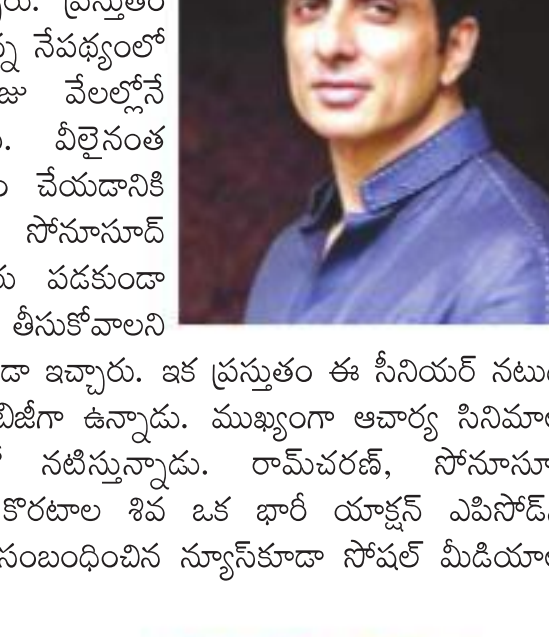 ప్రస్తుతం
నేపథ్యంలో
వేలల్లోనే
వీలైనంత
చేయడానికి
సోనూసూద్
పడకుండా
తీసుకోవాలని
ఇచ్చారు. ఇక ప్రస్తుతం ఈ సీనియర్ నటు
బిజీగా ఉన్నాడు. ముఖ్యంగా ఆచార్య సినిమా
నటిస్తున్నాడు. రామ్‌చరణ్, సోనూసూ
కొరటాల శివ ఒక భారీ యాక్షన్ ఎపిసోడ్
సంబంధించిన న్యూస్‌కూడా సోషల్ మీడియా